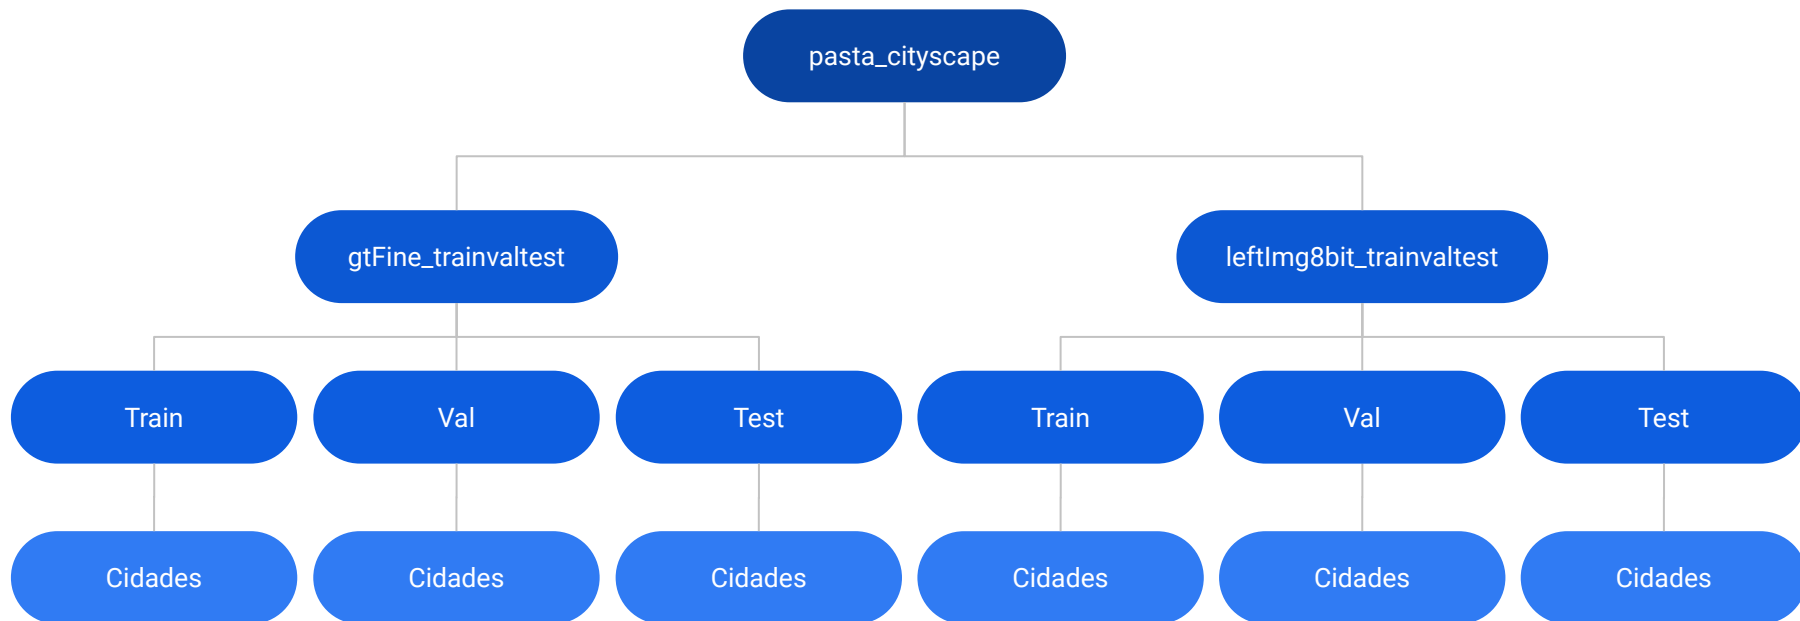 pasta_cityscape
gtFine_trainvaltest
leftImg8bit_trainvaltest
Train
Val
Test
Train
Val
Test
Cidades
Cidades
Cidades
Cidades
Cidades
Cidades